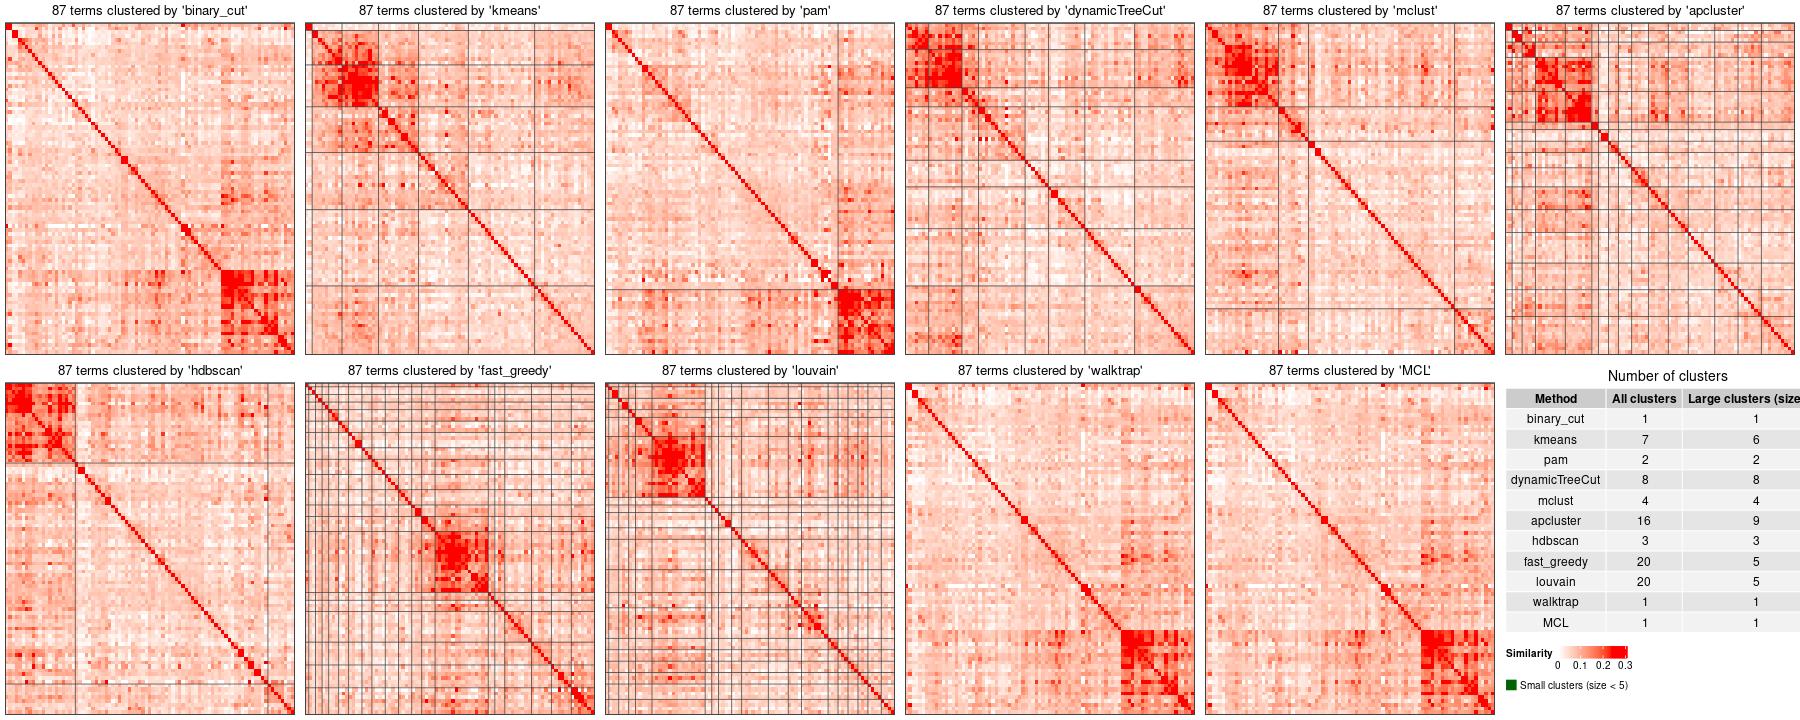 87 terms clustered by 'binary_cut'
87 terms clustered by 'kmeans'
87 terms clustered by 'pam'
87 terms clustered by 'dynamicTreeCut'
87 terms clustered by 'mclust'
87 terms clustered by 'apcluster'
87 terms clustered by 'hdbscan'
87 terms clustered by 'fast_greedy'
87 terms clustered by 'louvain'
87 terms clustered by 'walktrap'
87 terms clustered by 'MCL'
Number of clusters
Method All clusters Large clusters (size
binary_cut 1 1
kmeans 7 6
pam 2 2
dynamicTreeCut 8 8
mclust 4 4
apcluster 16 9
hdbscan 3 3
fast_greedy 20 5
louvain 20 5
walktrap 1 1
MCL 1 1
Similarity
0 0.1 0.2 0.3
Small clusters (size < 5)